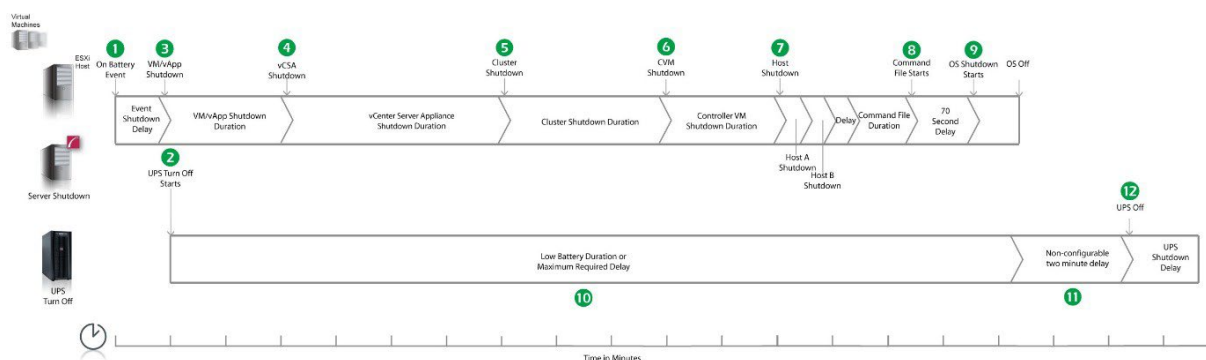 Virtual
Machines
ESXi
Host
1
On Battery
Event
3
VM/vApp
Shutdown
4
vCSA
Shutdown
5
Cluster
Shutdown
6
CVM
Shutdown
7
Host
Shutdown
8
Command
File Starts
9
OS Shutdown
Starts
OS Off
Event
Shutdown
Delay
VM/vApp Shutdown
Duration
vCenter Server Appliance
Shutdown Duration
Cluster Shutdown Duration
Controller VM
Shutdown Duration
Delay
Command File
Duration
70
Second
Delay
Host A
Shutdown
Host B
Shutdown
Server Shutdown
2
UPS Turn Off
Starts
12
UPS Off
Low Battery Duration or
Maximum Required Delay
Non-configurable
two minute delay
UPS
Shutdown
Delay
10
11
UPS
Turn Off
Time in Minutes